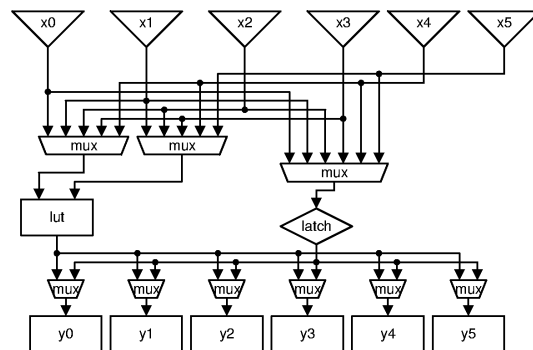 x0 x1 x2 x3 x4 x5
mux mux
mux
lut
latch
mux mux mux mux mux mux
y0 y1 y2 y3 y4 y5